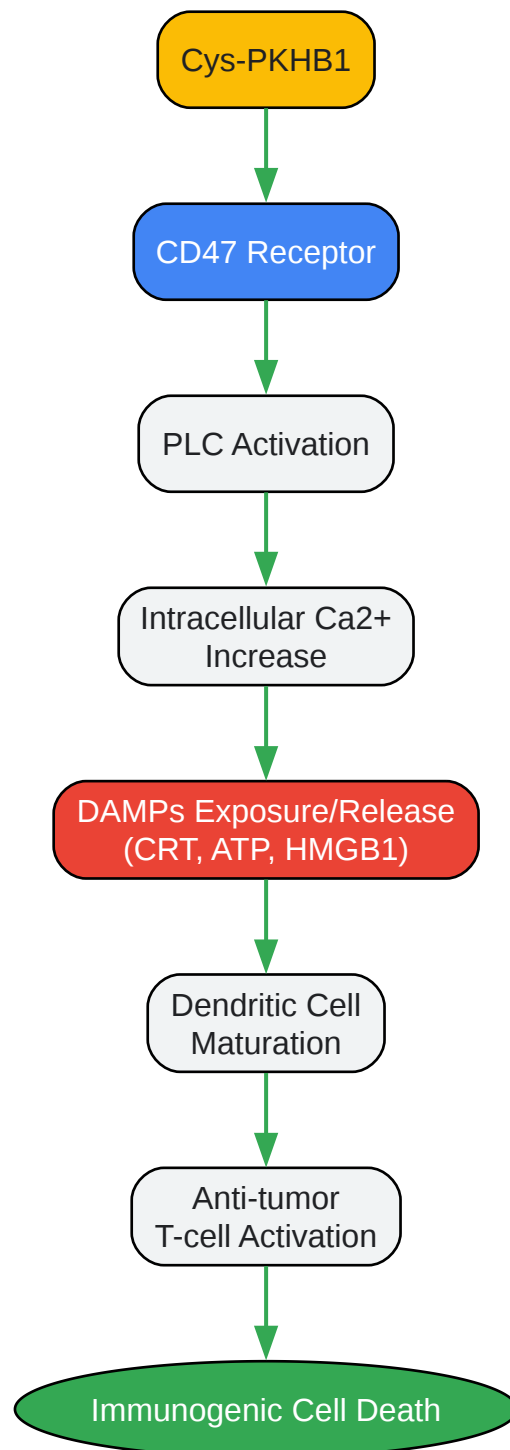 Cys-PKHB1
CD47 Receptor
PLC Activation
Intracellular Ca2+
Increase
DAMPs Exposure/Release
(CRT, ATP, HMGB1)
Dendritic Cell
Maturation
Anti-tumor
T-cell Activation
Immunogenic Cell Death